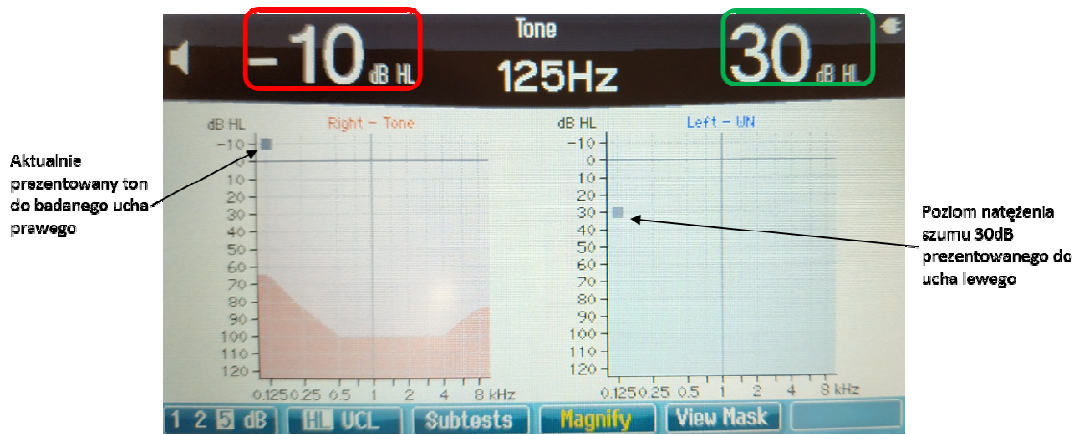 Tone
-10 dB HL
125Hz
30 dB HL
dB HL
Right - Tone
-10
0
10
20
30
40
50
60
70
80
90
100
110
120
0.125 0.25 0.5 1 2 4 8 kHz
dB HL
Left - WN
-10
0
10
20
30
40
50
60
70
80
90
100
110
120
0.125 0.25 0.5 1 2 4 8 kHz
Aktualnie
prezentowany ton
do badanego ucha
prawego
Poziom natężenia
szumu 30dB
prezentowanego do
ucha lewego
1 2 5 dB
HL UCL
Subtests
Magnify
View Mask